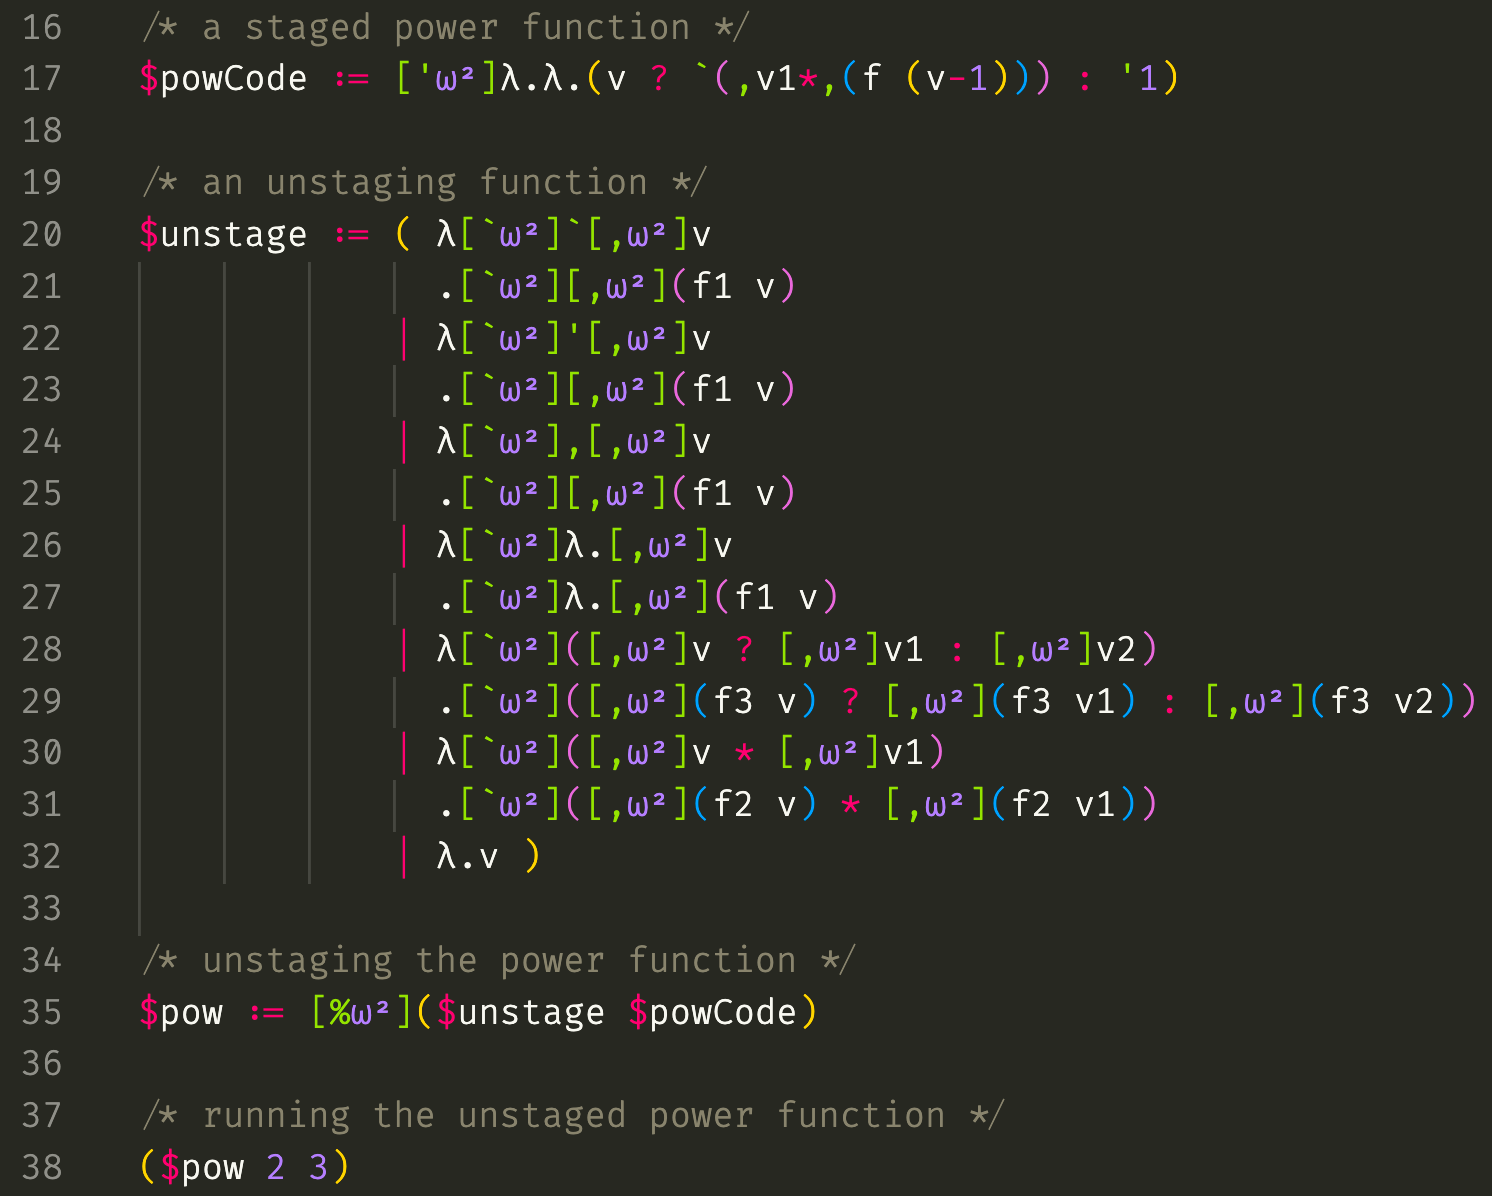 16 /* a staged power function */
17 $powCode := ['ω²]λ.λ.(v ? `(,v1*,(f (v-1))) : '1)
18
19 /* an unstaging function */
20 $unstage := ( λ[`ω²]`[,ω²]v
21 .[`ω²][,ω²](f1 v)
22 | λ[`ω²]'[,ω²]v
23 .[`ω²][,ω²](f1 v)
24 | λ[`ω²],[,ω²]v
25 .[`ω²][,ω²](f1 v)
26 | λ[`ω²]λ.[,ω²]v
27 .[`ω²]λ.[,ω²](f1 v)
28 | λ[`ω²]([,ω²]v ? [,ω²]v1 : [,ω²]v2)
29 .[`ω²]([,ω²](f3 v) ? [,ω²](f3 v1) : [,ω²](f3 v2))
30 | λ[`ω²]([,ω²]v * [,ω²]v1)
31 .[`ω²]([,ω²](f2 v) * [,ω²](f2 v1))
32 | λ.v )
33
34 /* unstaging the power function */
35 $pow := [%ω²]($unstage $powCode)
36
37 /* running the unstaged power function */
38 ($pow 2 3)